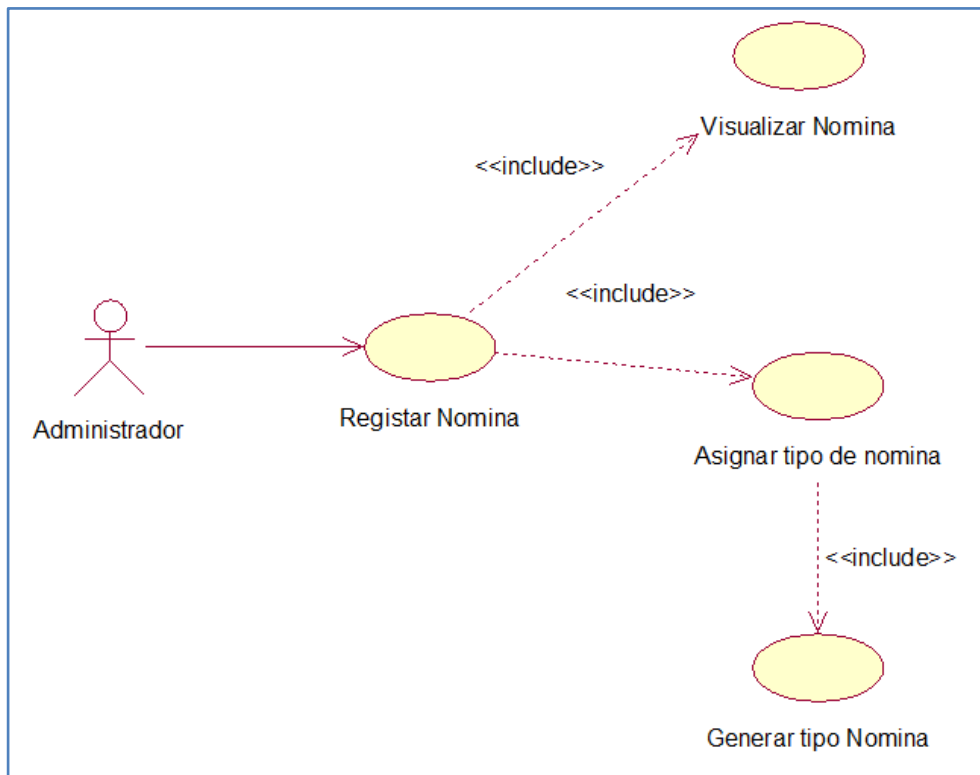 Visualizar Nomina
<<include>>
<<include>>
Administrador
Registar Nomina
Asignar tipo de nomina
<<include>>
Generar tipo Nomina